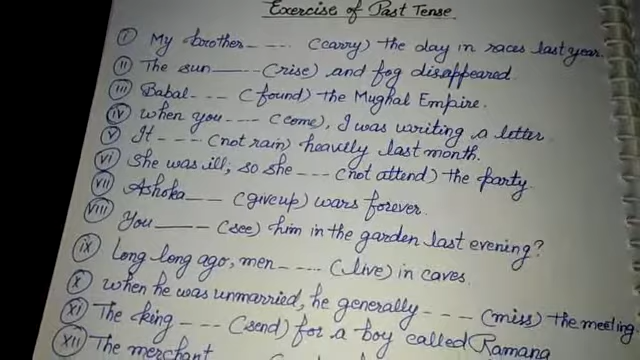 Exercise of Past Tense
i My brother - - - - (carry) the day in races last year.
ii The sun ____ (rise) and fog disappeared.
iii Babal - - - (found) the Mughal Empire.
iv when you - - - - (come), I was writing a letter.
v It - - - - (not rain) heavily last month.
vi She was ill; so she - - - (not attend) the party.
vii Ashoka - - - (give up) wars forever.
viii You ____ (see) him in the garden last evening?
ix Long long ago, men - - - - - (live) in caves.
x when he was unmarried, he generally - - - (miss) the meeting.
xi The king - - - (send) for a boy called Ramana
xii The merchant